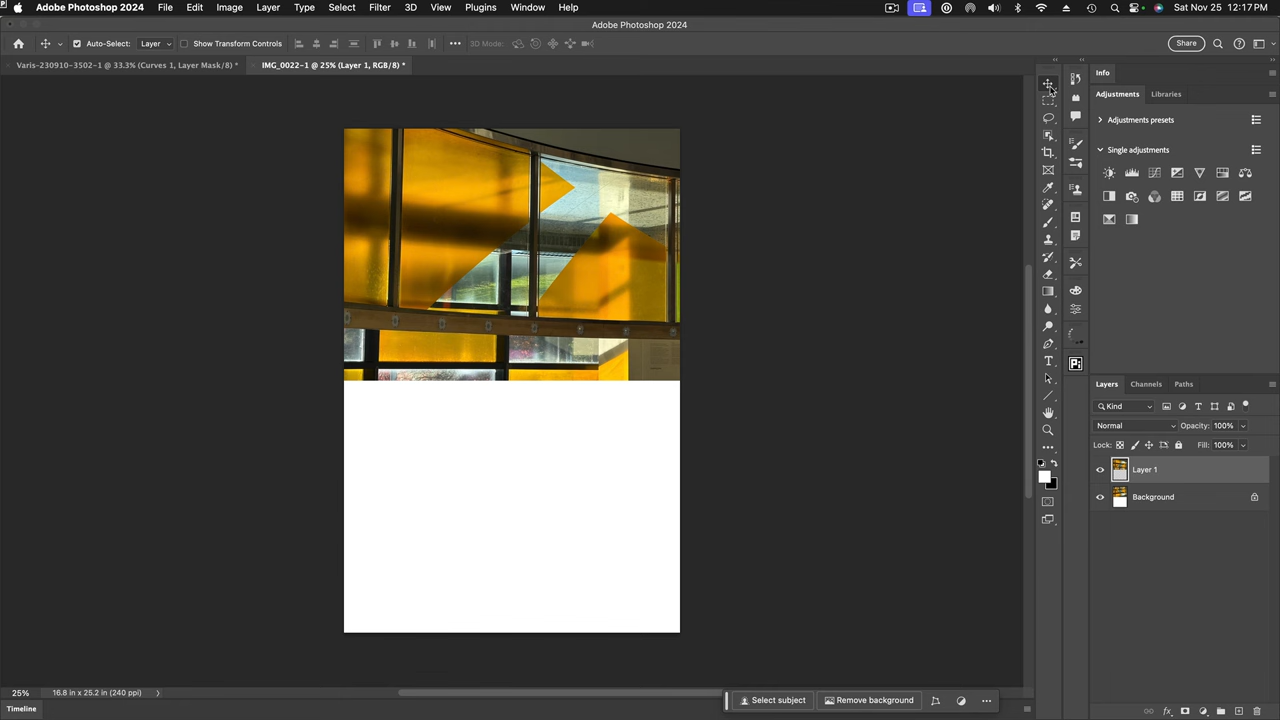 Adobe Photoshop 2024 File Edit Image Layer Type Select Filter 3D View Plugins Window Help Sat Nov 25 12:17 PM
Adobe Photoshop 2024
Auto-Select: Layer Show Transform Controls 3D Mode: Share
Varis-230910-3502-1 @ 33.3% (Curves 1, Layer Mask/8) *
IMG_0022-1 @ 25% (Layer 1, RGB/8) *
Info
Adjustments Libraries
Adjustments presets
Single adjustments
Layers Channels Paths
Kind
Normal Opacity: 100%
Lock: Fill: 100%
Layer 1
Background
25% 16.8 in x 25.2 in (240 ppi)
Select subject Remove background
Timeline